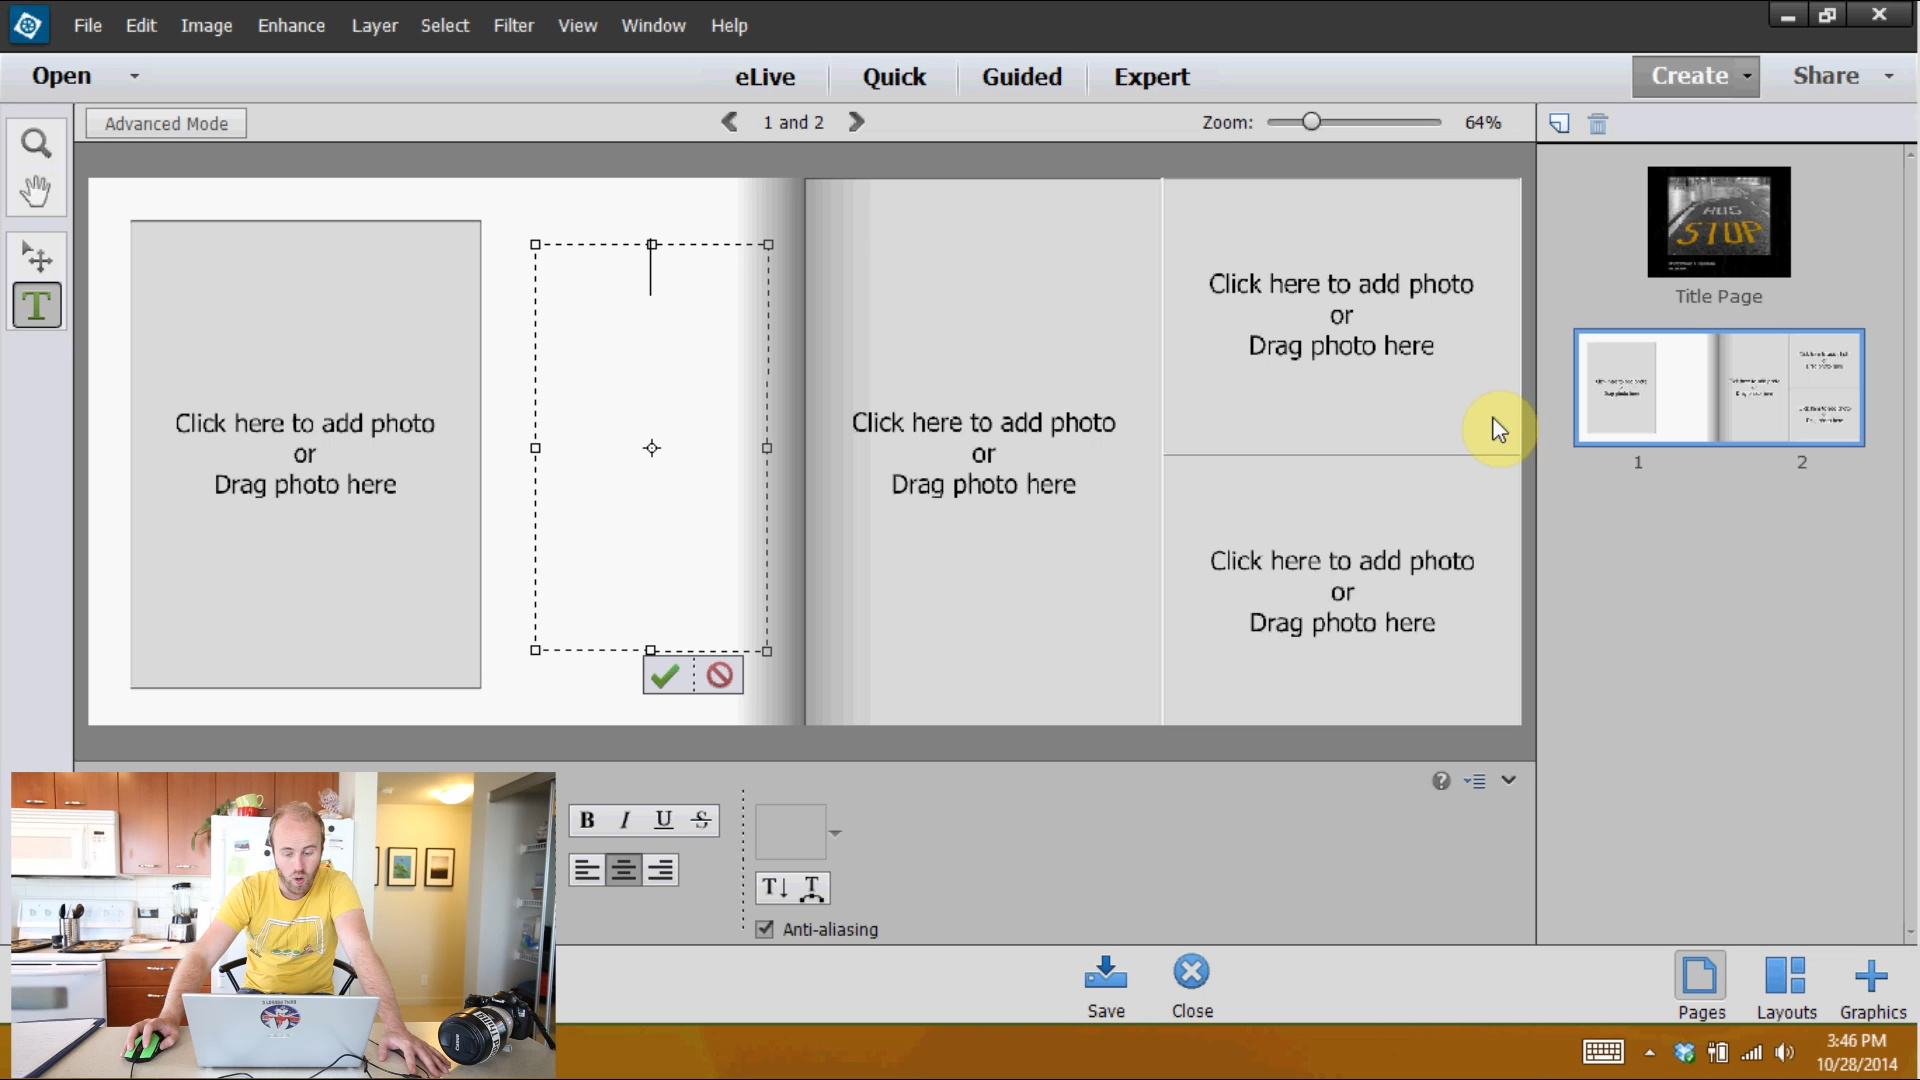 File Edit Image Enhance Layer Select Filter View Window Help
Open eLive Quick Guided Expert Create Share
Advanced Mode 1 and 2 Zoom: 64%
Click here to add photo
or
Drag photo here
Click here to add photo
or
Drag photo here
Click here to add photo
or
Drag photo here
Click here to add photo
or
Drag photo here
T
BUS
STOP
Title Page
1 2
B I U S
T T
Anti-aliasing
Save Close
Pages Layouts Graphics
Canon
3:46 PM
10/28/2014